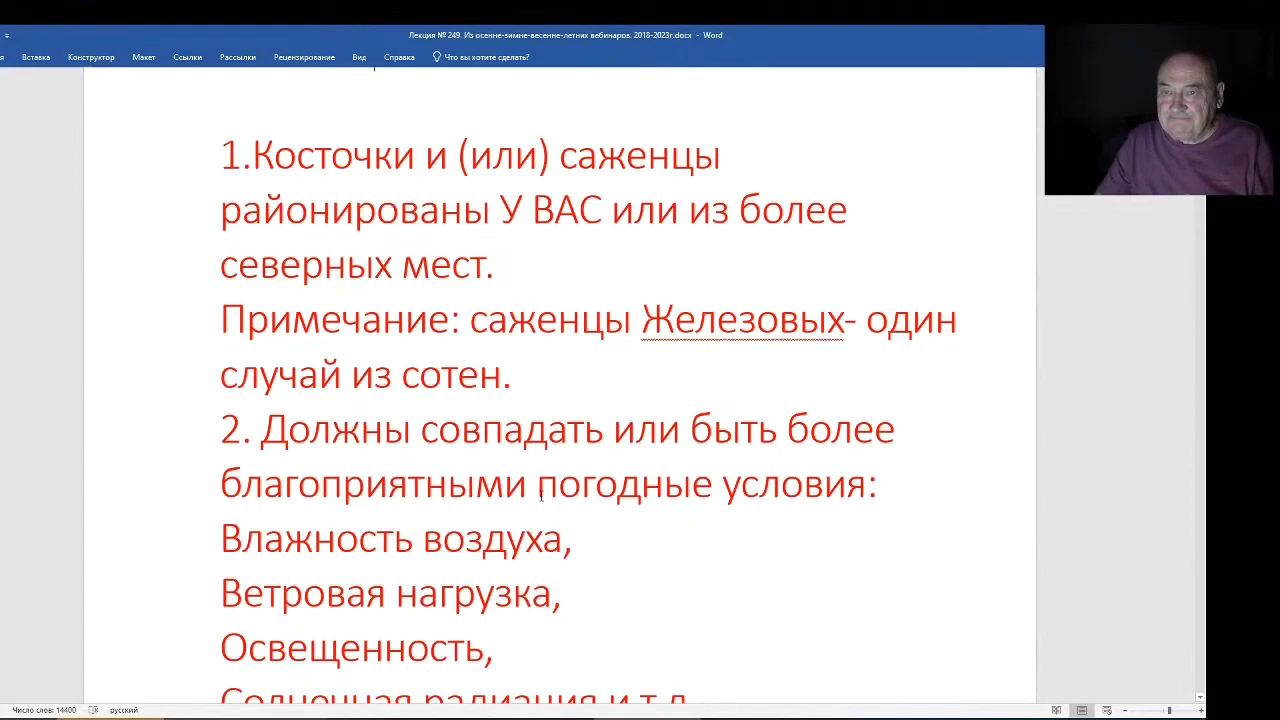 Лекция № 249. Из осенне-зимне-весенне-летних вебинаров. 2018-2023г.docx - Word
я Вставка Конструктор Макет Ссылки Рассылки Рецензирование Вид Справка Что вы хотите сделать?
1.Косточки и (или) саженцы
районированы У ВАС или из более
северных мест.
Примечание: саженцы Железовых- один
случай из сотен.
2. Должны совпадать или быть более
благоприятными погодные условия:
Влажность воздуха,
Ветровая нагрузка,
Освещенность,
Солнечная радиация и т.д
Число слов: 14400 русский